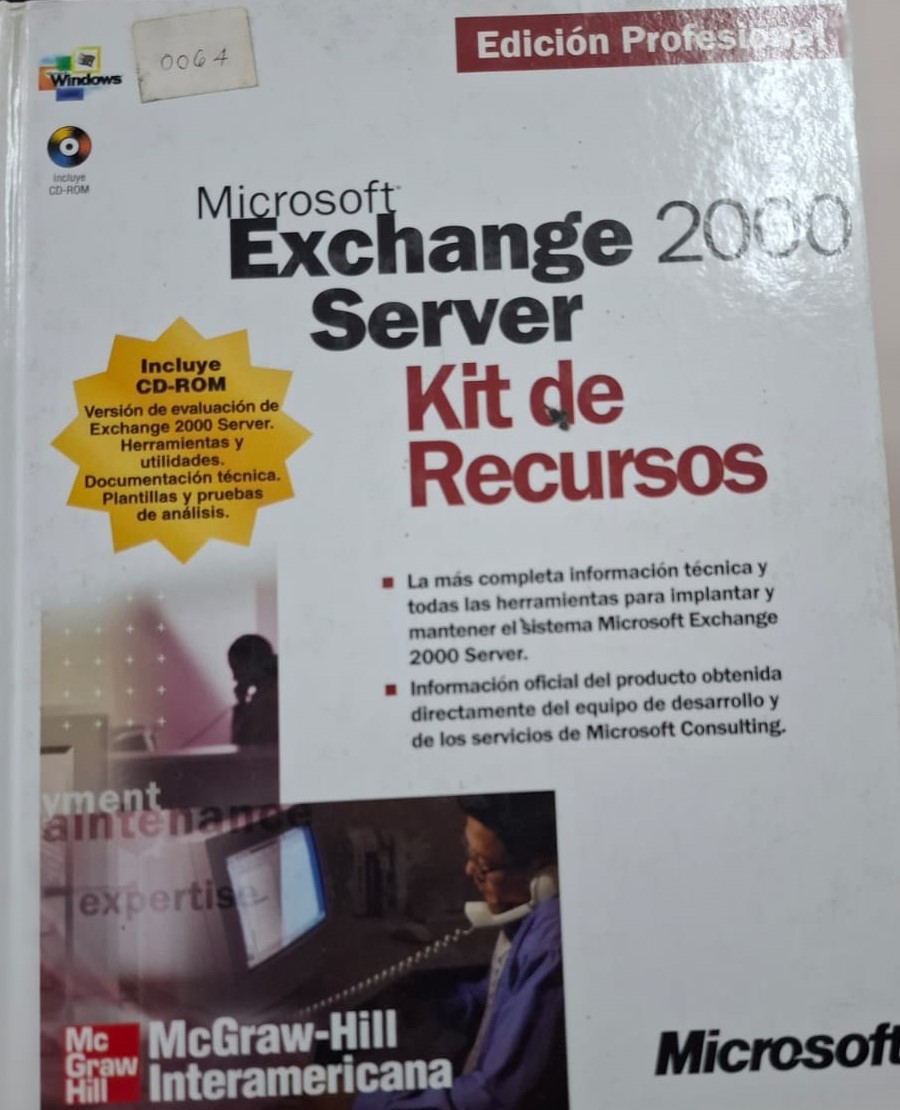 Windows
0064
Edición Profesional
Incluye
CD-ROM
Microsoft
Exchange 2000
Server
Kit de
Recursos
Incluye
CD-ROM
Versión de evaluación de
Exchange 2000 Server.
Herramientas y
utilidades.
Documentación técnica.
Plantillas y pruebas
de análisis.
La más completa información técnica y
todas las herramientas para implantar y
mantener el sistema Microsoft Exchange
2000 Server.
Información oficial del producto obtenida
directamente del equipo de desarrollo y
de los servicios de Microsoft Consulting.
yment
aintenance
expertise
Mc
Graw
Hill
McGraw-Hill
Interamericana
Microsoft